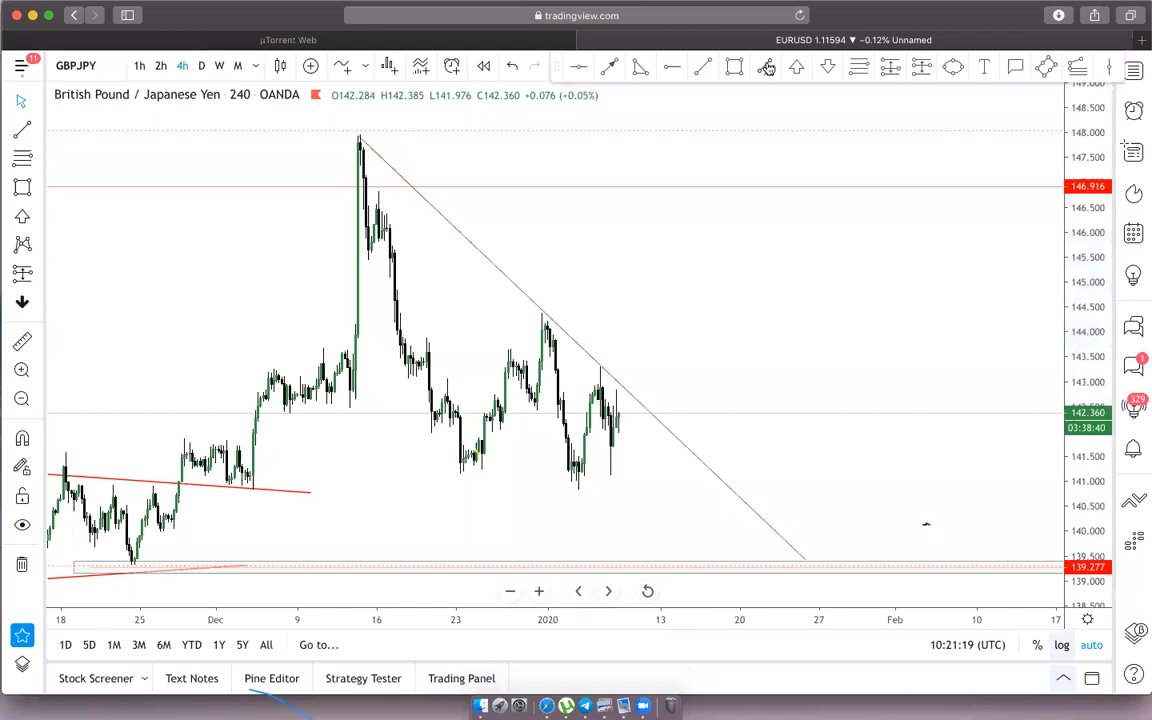 tradingview.com
µTorrent Web
EURUSD 1.11594 ▼ −0.12% Unnamed
11
GBPJPY
1h 2h 4h D W M
T
British Pound / Japanese Yen · 240 · OANDA
O142.284 H142.385 L141.976 C142.360 +0.076 (+0.05%)
148.500
148.000
147.500
146.916
146.500
146.000
145.500
145.000
144.500
144.000
143.500
143.000
142.360
03:38:40
141.500
141.000
140.500
140.000
139.500
139.277
139.000
138.500
1
329
18 25 Dec 9 16 23 2020 6 13 20 27 Feb 10 17
1D 5D 1M 3M 6M YTD 1Y 5Y All Go to...
10:21:19 (UTC) % log auto
Stock Screener Text Notes Pine Editor Strategy Tester Trading Panel